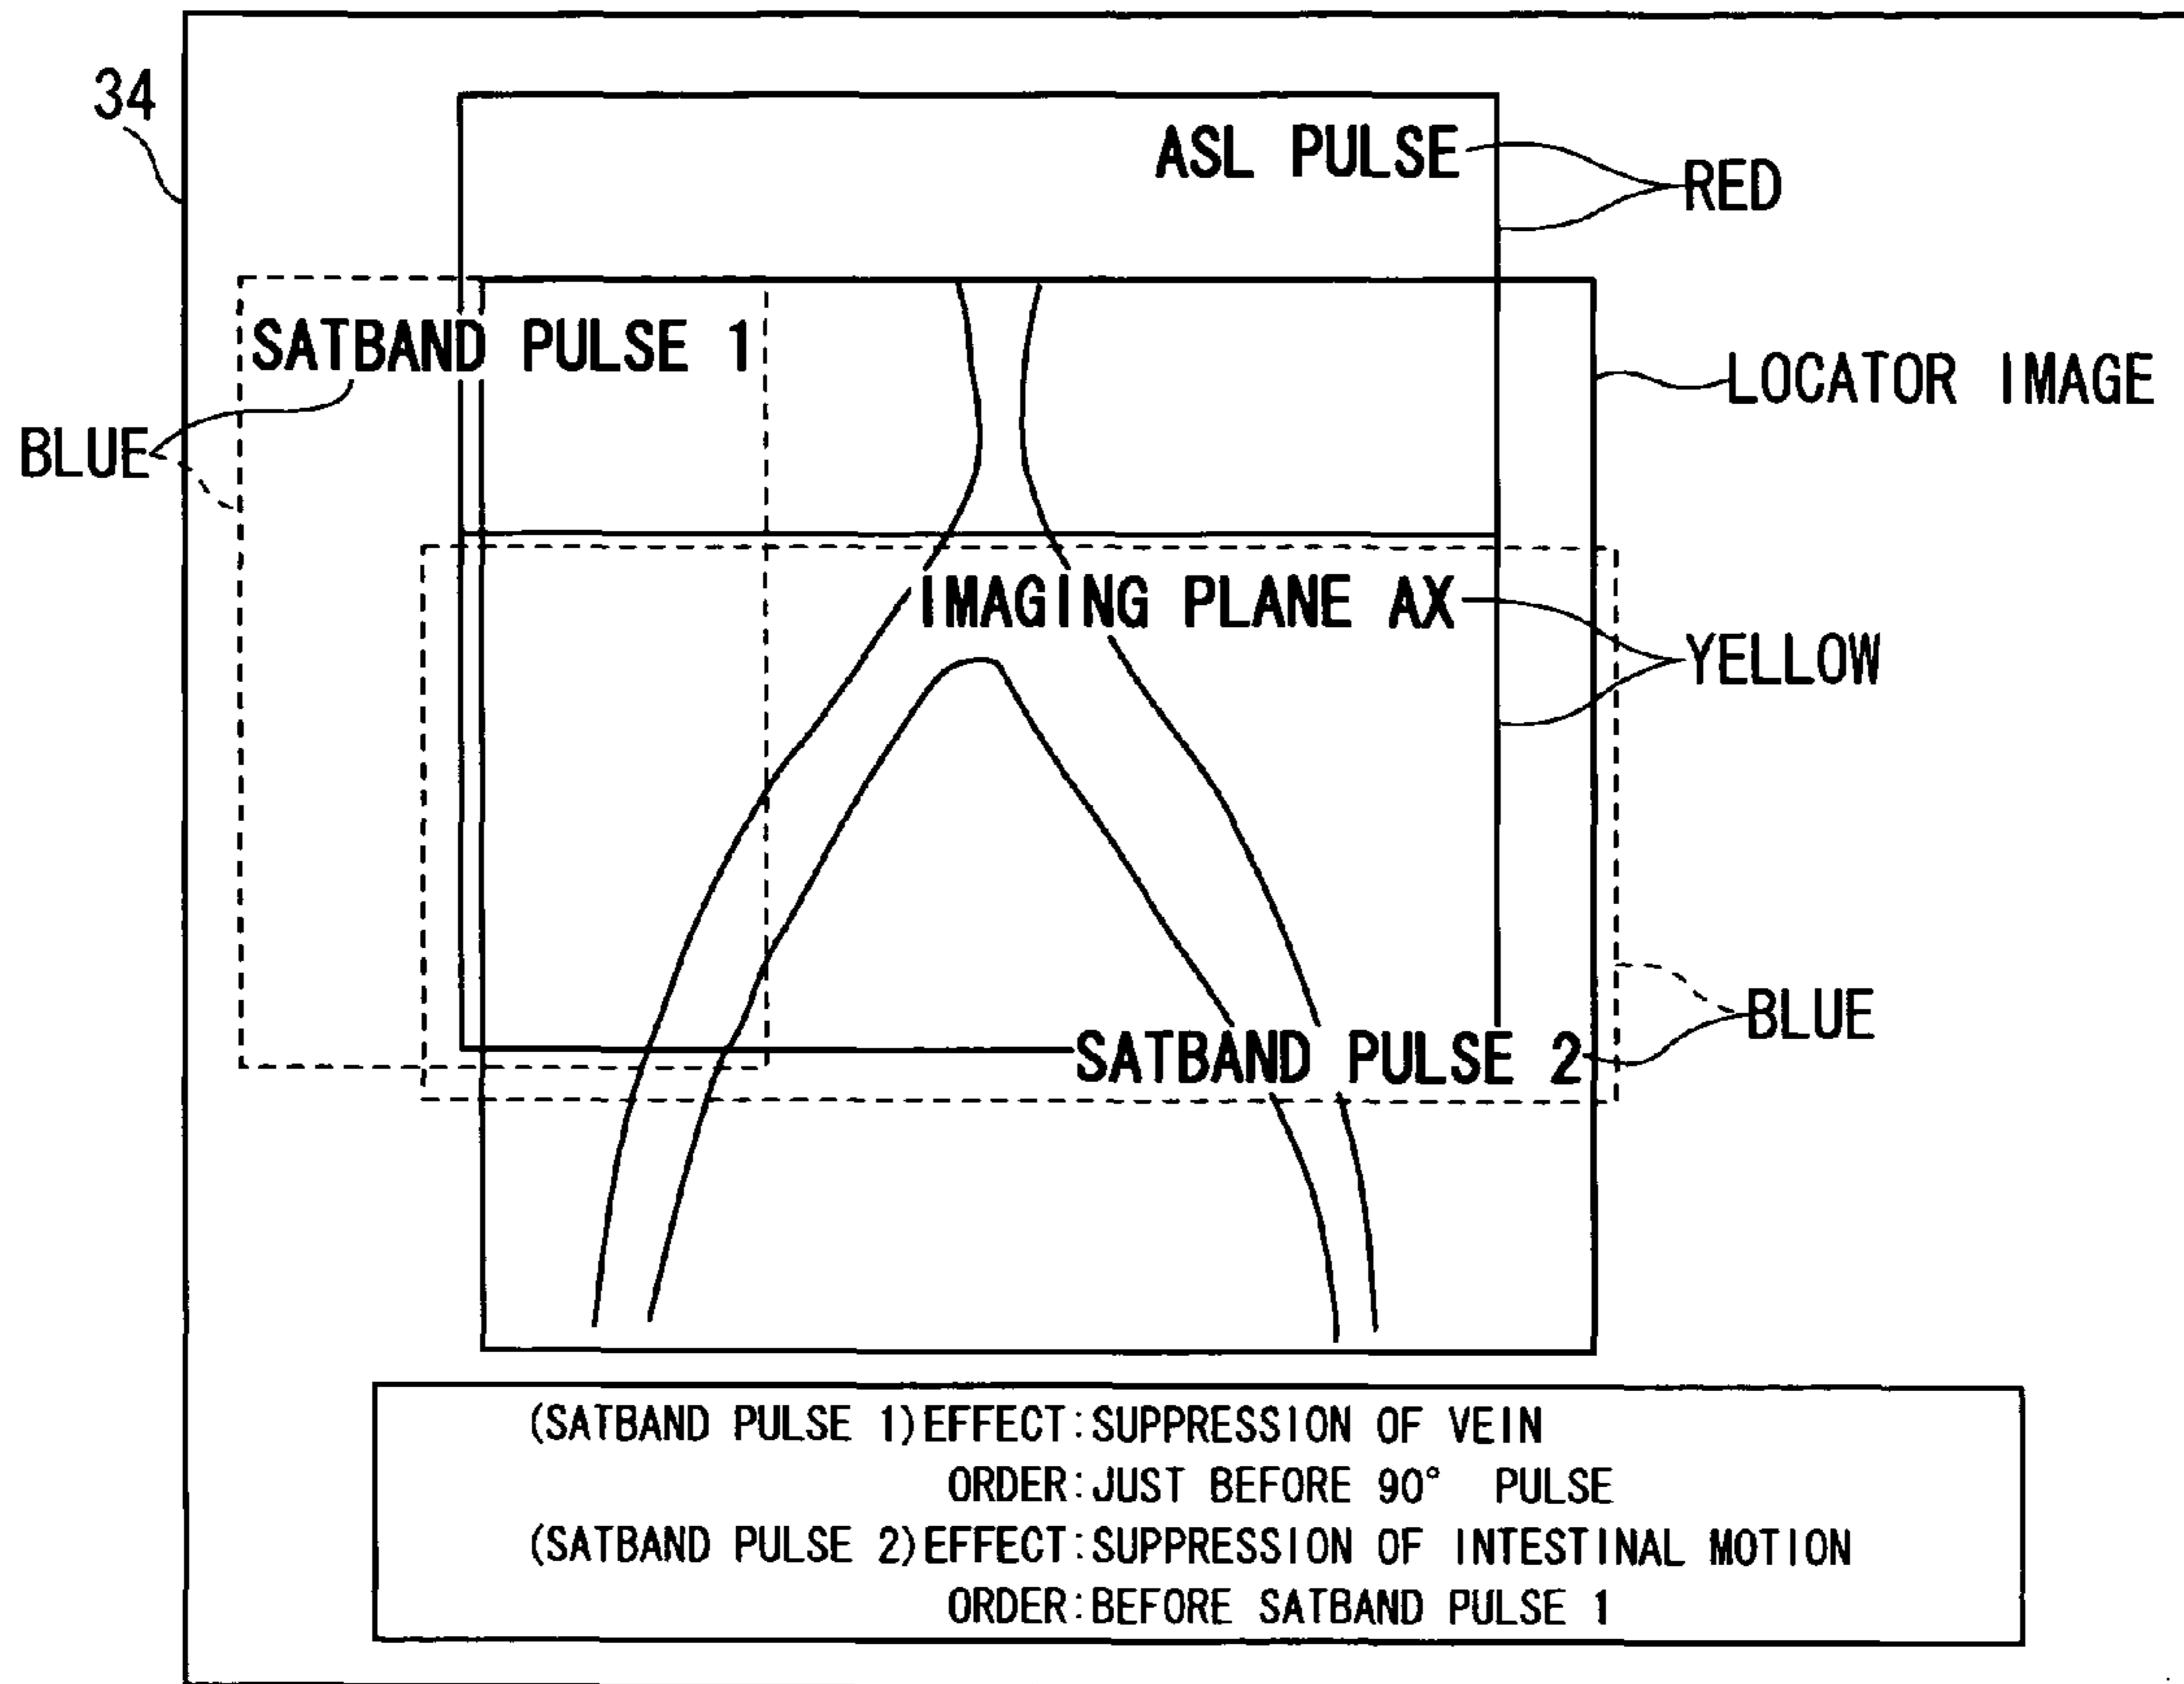 34
ASL PULSE
RED
SATBAND PULSE 1
LOCATOR IMAGE
BLUE
IMAGING PLANE AX
YELLOW
BLUE
SATBAND PULSE 2
(SATBAND PULSE 1)EFFECT:SUPPRESSION OF VEIN
ORDER:JUST BEFORE 90° PULSE
(SATBAND PULSE 2)EFFECT:SUPPRESSION OF INTESTINAL MOTION
ORDER:BEFORE SATBAND PULSE 1